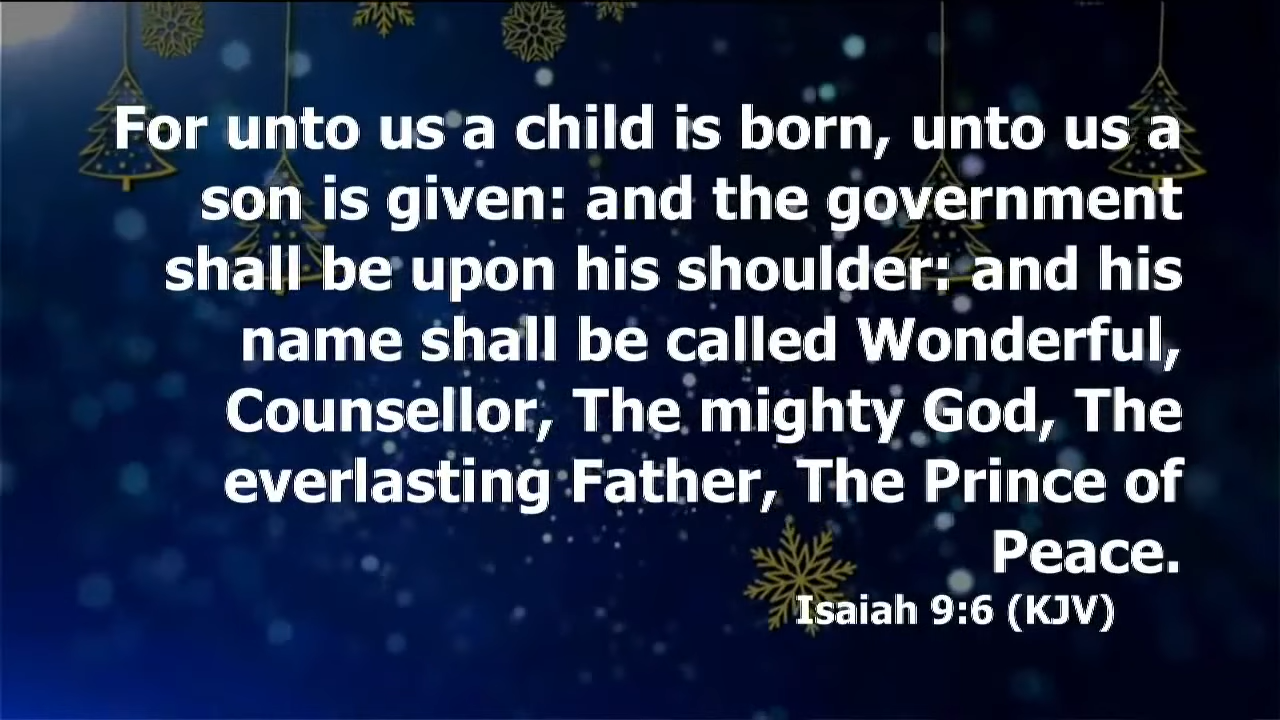 For unto us a child is born, unto us a
son is given: and the government
shall be upon his shoulder: and his
name shall be called Wonderful,
Counsellor, The mighty God, The
everlasting Father, The Prince of
Peace.
Isaiah 9:6 (KJV)